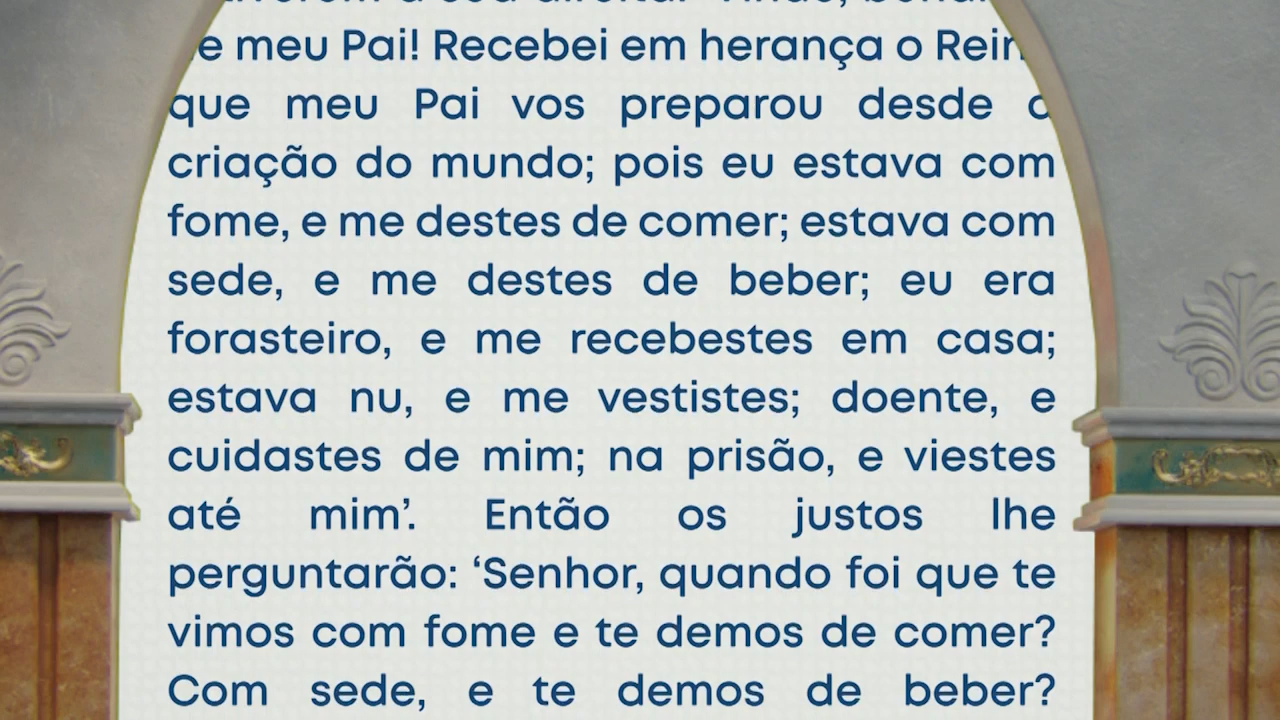 e meu Pai! Recebei em herança o Rein
que meu Pai vos preparou desde a
criação do mundo; pois eu estava com
fome, e me destes de comer; estava com
sede, e me destes de beber; eu era
forasteiro, e me recebestes em casa;
estava nu, e me vestistes; doente, e
cuidastes de mim; na prisão, e viestes
até mim’. Então os justos lhe
perguntarão: ‘Senhor, quando foi que te
vimos com fome e te demos de comer?
Com sede, e te demos de beber?